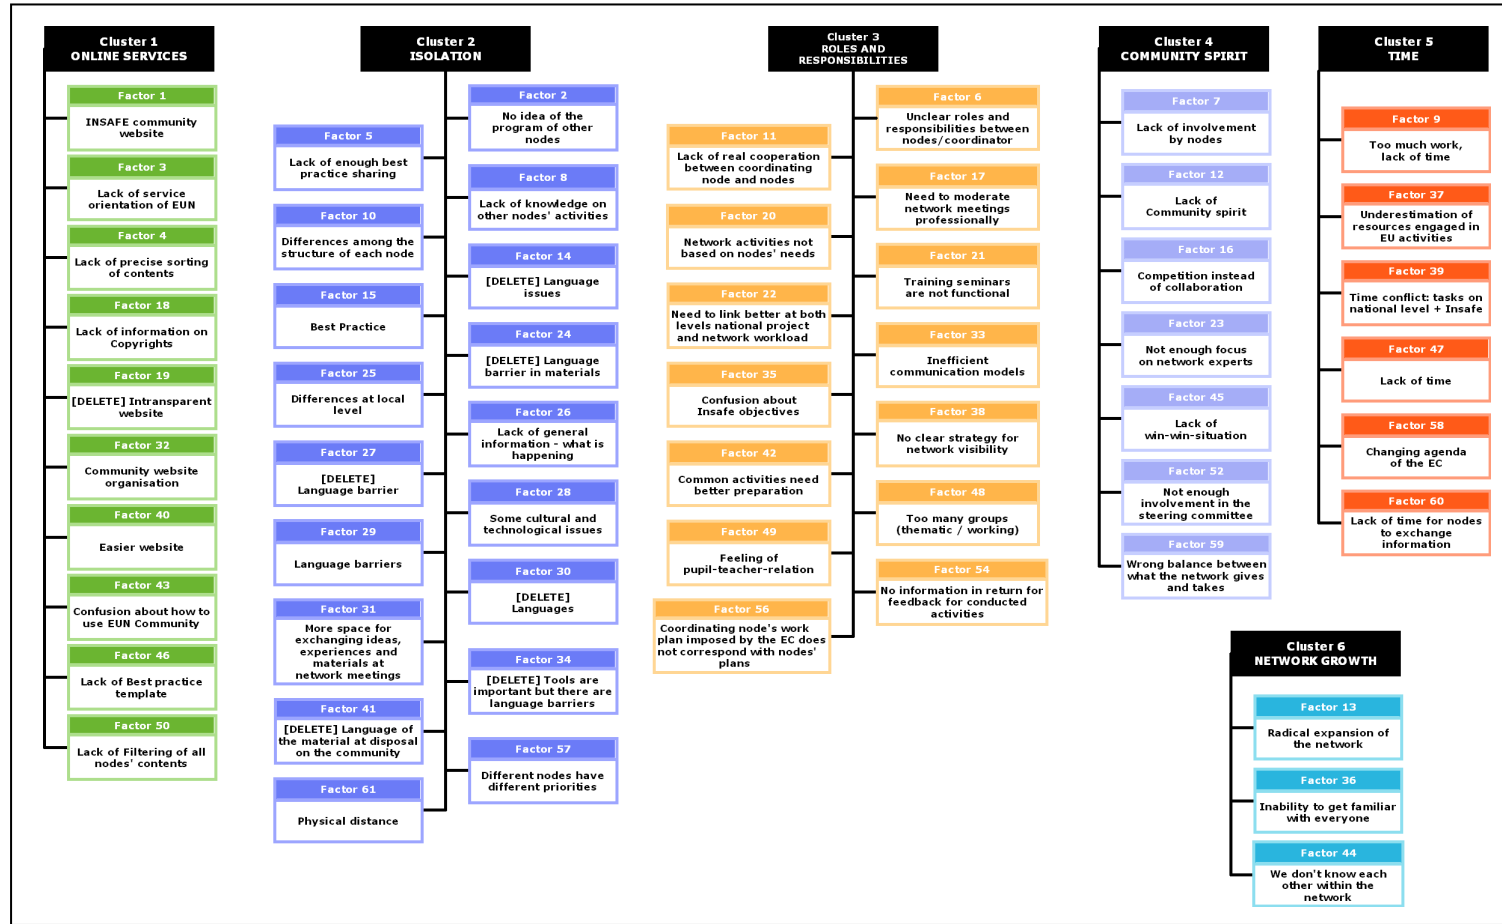 Cluster 1
ONLINE SERVICES
Factor 1
INSAFE community
website
Factor 3
Lack of service
orientation of EUN
Factor 4
Lack of precise sorting
of contents
Factor 18
Lack of information on
Copyrights
Factor 19
[DELETE] Intransparent
website
Factor 32
Community website
organisation
Factor 40
Easier website
Factor 43
Confusion about how to
use EUN Community
Factor 46
Lack of Best practice
template
Factor 50
Lack of Filtering of all
nodes' contents
Cluster 2
ISOLATION
Factor 5
Lack of enough best
practice sharing
Factor 10
Differences among the
structure of each node
Factor 15
Best Practice
Factor 25
Differences at local
level
Factor 27
[DELETE]
Language barrier
Factor 29
Language barriers
Factor 31
More space for
exchanging ideas,
experiences and
materials at
network meetings
Factor 41
[DELETE] Language of
the material at disposal
on the community
Factor 61
Physical distance
Factor 2
No idea of the
program of other
nodes
Factor 8
Lack of knowledge on
other nodes' activities
Factor 14
[DELETE] Language
issues
Factor 24
[DELETE] Language
barrier in materials
Factor 26
Lack of general
information - what is
happening
Factor 28
Some cultural and
technological issues
Factor 30
[DELETE]
Languages
Factor 34
[DELETE] Tools are
important but there are
language barriers
Factor 57
Different nodes have
different priorities
Cluster 3
ROLES AND
RESPONSIBILITIES
Factor 11
Lack of real cooperation
between coordinating
node and nodes
Factor 20
Network activities not
based on nodes' needs
Factor 22
Need to link better at both
levels national project
and network workload
Factor 35
Confusion about
Insafe objectives
Factor 42
Common activities need
better preparation
Factor 49
Feeling of
pupil-teacher-relation
Factor 56
Coordinating node's work
plan imposed by the EC does
not correspond with nodes'
plans
Factor 6
Unclear roles and
responsibilities between
nodes/coordinator
Factor 17
Need to moderate
network meetings
professionally
Factor 21
Training seminars
are not functional
Factor 33
Inefficient
communication models
Factor 38
No clear strategy for
network visibility
Factor 48
Too many groups
(thematic / working)
Factor 54
No information in return for
feedback for conducted
activities
Cluster 4
COMMUNITY SPIRIT
Factor 7
Lack of involvement
by nodes
Factor 12
Lack of
Community spirit
Factor 16
Competition instead
of collaboration
Factor 23
Not enough focus
on network experts
Factor 45
Lack of
win-win-situation
Factor 52
Not enough
involvement in the
steering committee
Factor 59
Wrong balance between
what the network gives
and takes
Cluster 5
TIME
Factor 9
Too much work,
lack of time
Factor 37
Underestimation of
resources engaged in
EU activities
Factor 39
Time conflict: tasks on
national level + Insafe
Factor 47
Lack of time
Factor 58
Changing agenda
of the EC
Factor 60
Lack of time for nodes
to exchange
information
Cluster 6
NETWORK GROWTH
Factor 13
Radical expansion of
the network
Factor 36
Inability to get familiar
with everyone
Factor 44
We don't know each
other within the
network